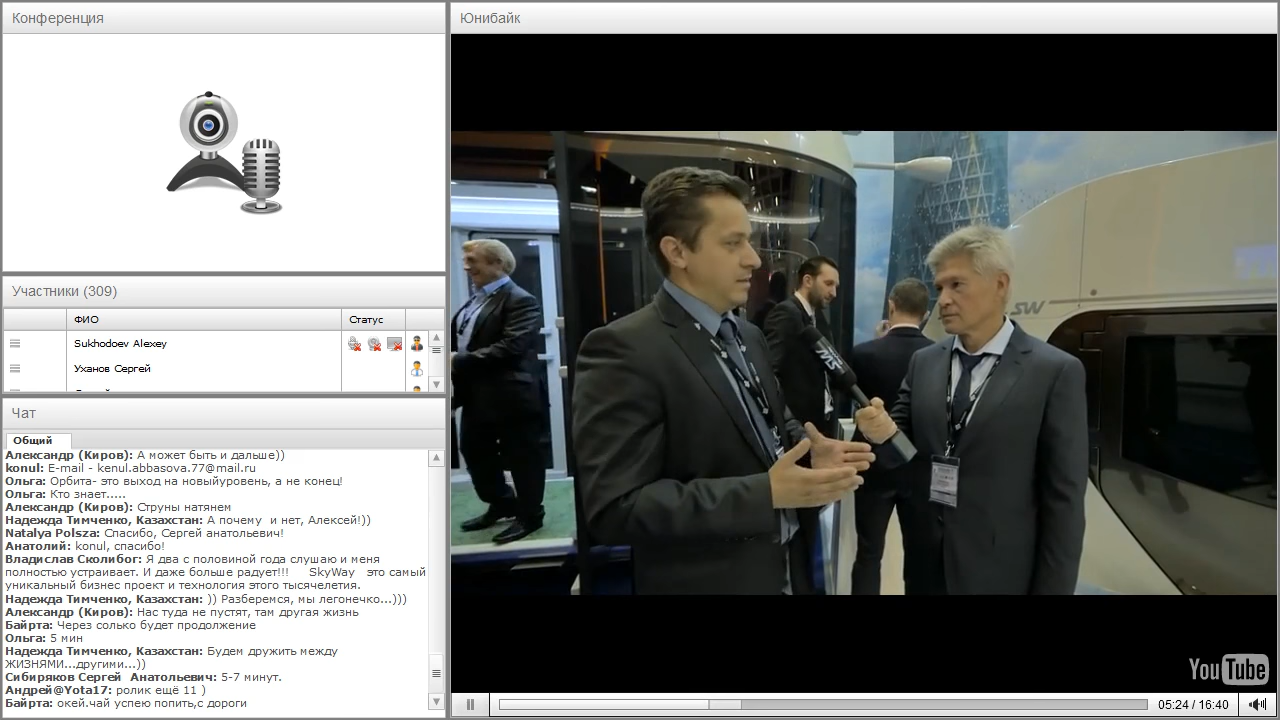 Конференция
Юнибайк
Участники (309)
ФИО
Статус
Sukhodoev Alexey
Уханов Сергей
Чат
Общий
Александр (Киров): А может быть и дальше))
konul: E-mail - kenul.abbasova.77@mail.ru
Ольга: Орбита- это выход на новыйуровень, а не конец!
Ольга: Кто знает.....
Александр (Киров): Струны натянем
Надежда Тимченко, Казахстан: А почему и нет, Алексей!))
Natalya Polsza: Спасибо, Сергей анатольевич!
Анатолий: konul, спасибо!
Владислав Сколибог: Я два с половиной года слушаю и меня
полностью устраивает. И даже больше радует!!! SkyWay это самый
уникальный бизнес проект и технология этого тысячелетия.
Надежда Тимченко, Казахстан: )) Разберемся, мы легонечко...)))
Александр (Киров): Нас туда не пустят, там другая жизнь
Байрта: Через солько будет продолжение
Ольга: 5 мин
Надежда Тимченко, Казахстан: Будем дружить между
ЖИЗНЯМИ...другими...))
Сибиряков Сергей Анатольевич: 5-7 минут.
Андрей@Yota17: ролик ещё 11 )
Байрта: окей.чай успею попить,с дороги
SW
YouTube
05:24 / 16:40